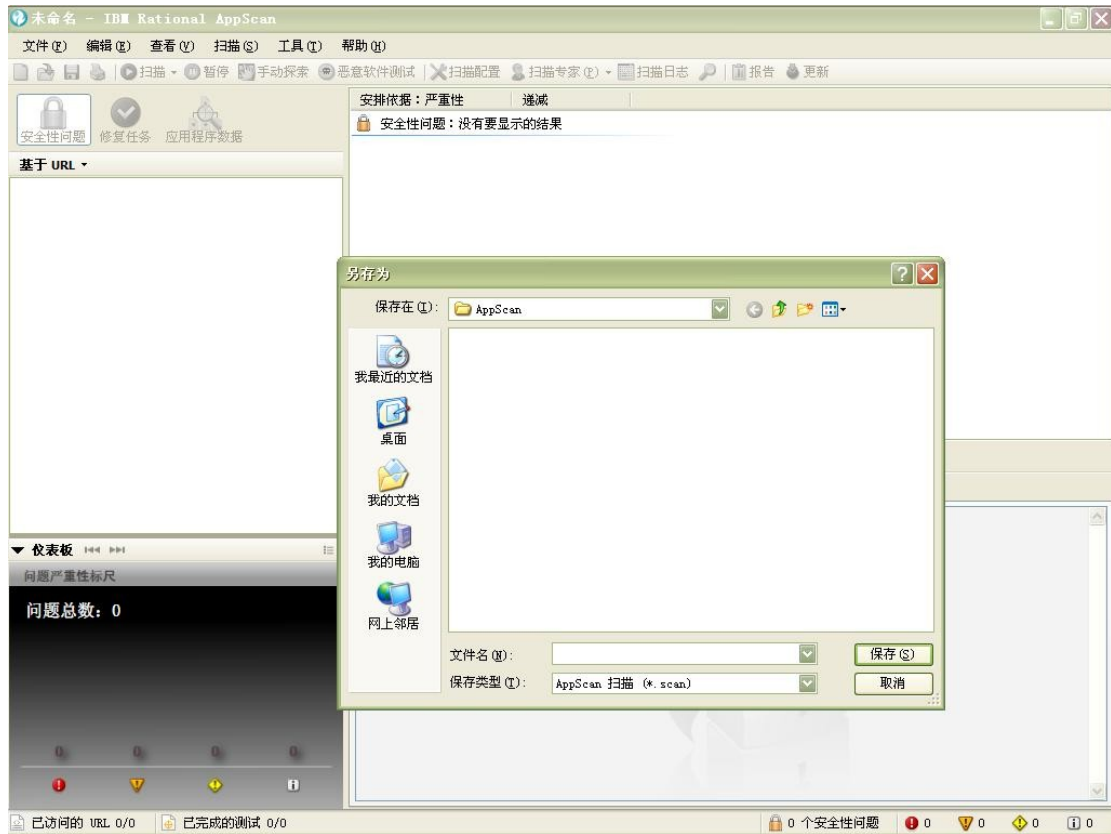 未命名 - IBM Rational AppScan
文件(F) 编辑(E) 查看(V) 扫描(S) 工具(T) 帮助(H)
扫描 暂停 手动探索 恶意软件测试 扫描配置 扫描专家(P) 扫描日志 报告 更新
安全性问题 修复任务 应用程序数据
安排依据：严重性 递减
安全性问题：没有要显示的结果
基于 URL
另存为
保存在(I): AppScan
我最近的文档
桌面
我的文档
我的电脑
网上邻居
文件名(N): 保存(S)
保存类型(T): AppScan 扫描 (*.scan) 取消
仪表板
问题严重性标尺
问题总数：0
0 0 0 0
已访问的 URL 0/0 已完成的测试 0/0 0 个安全性问题 0 0 0 0